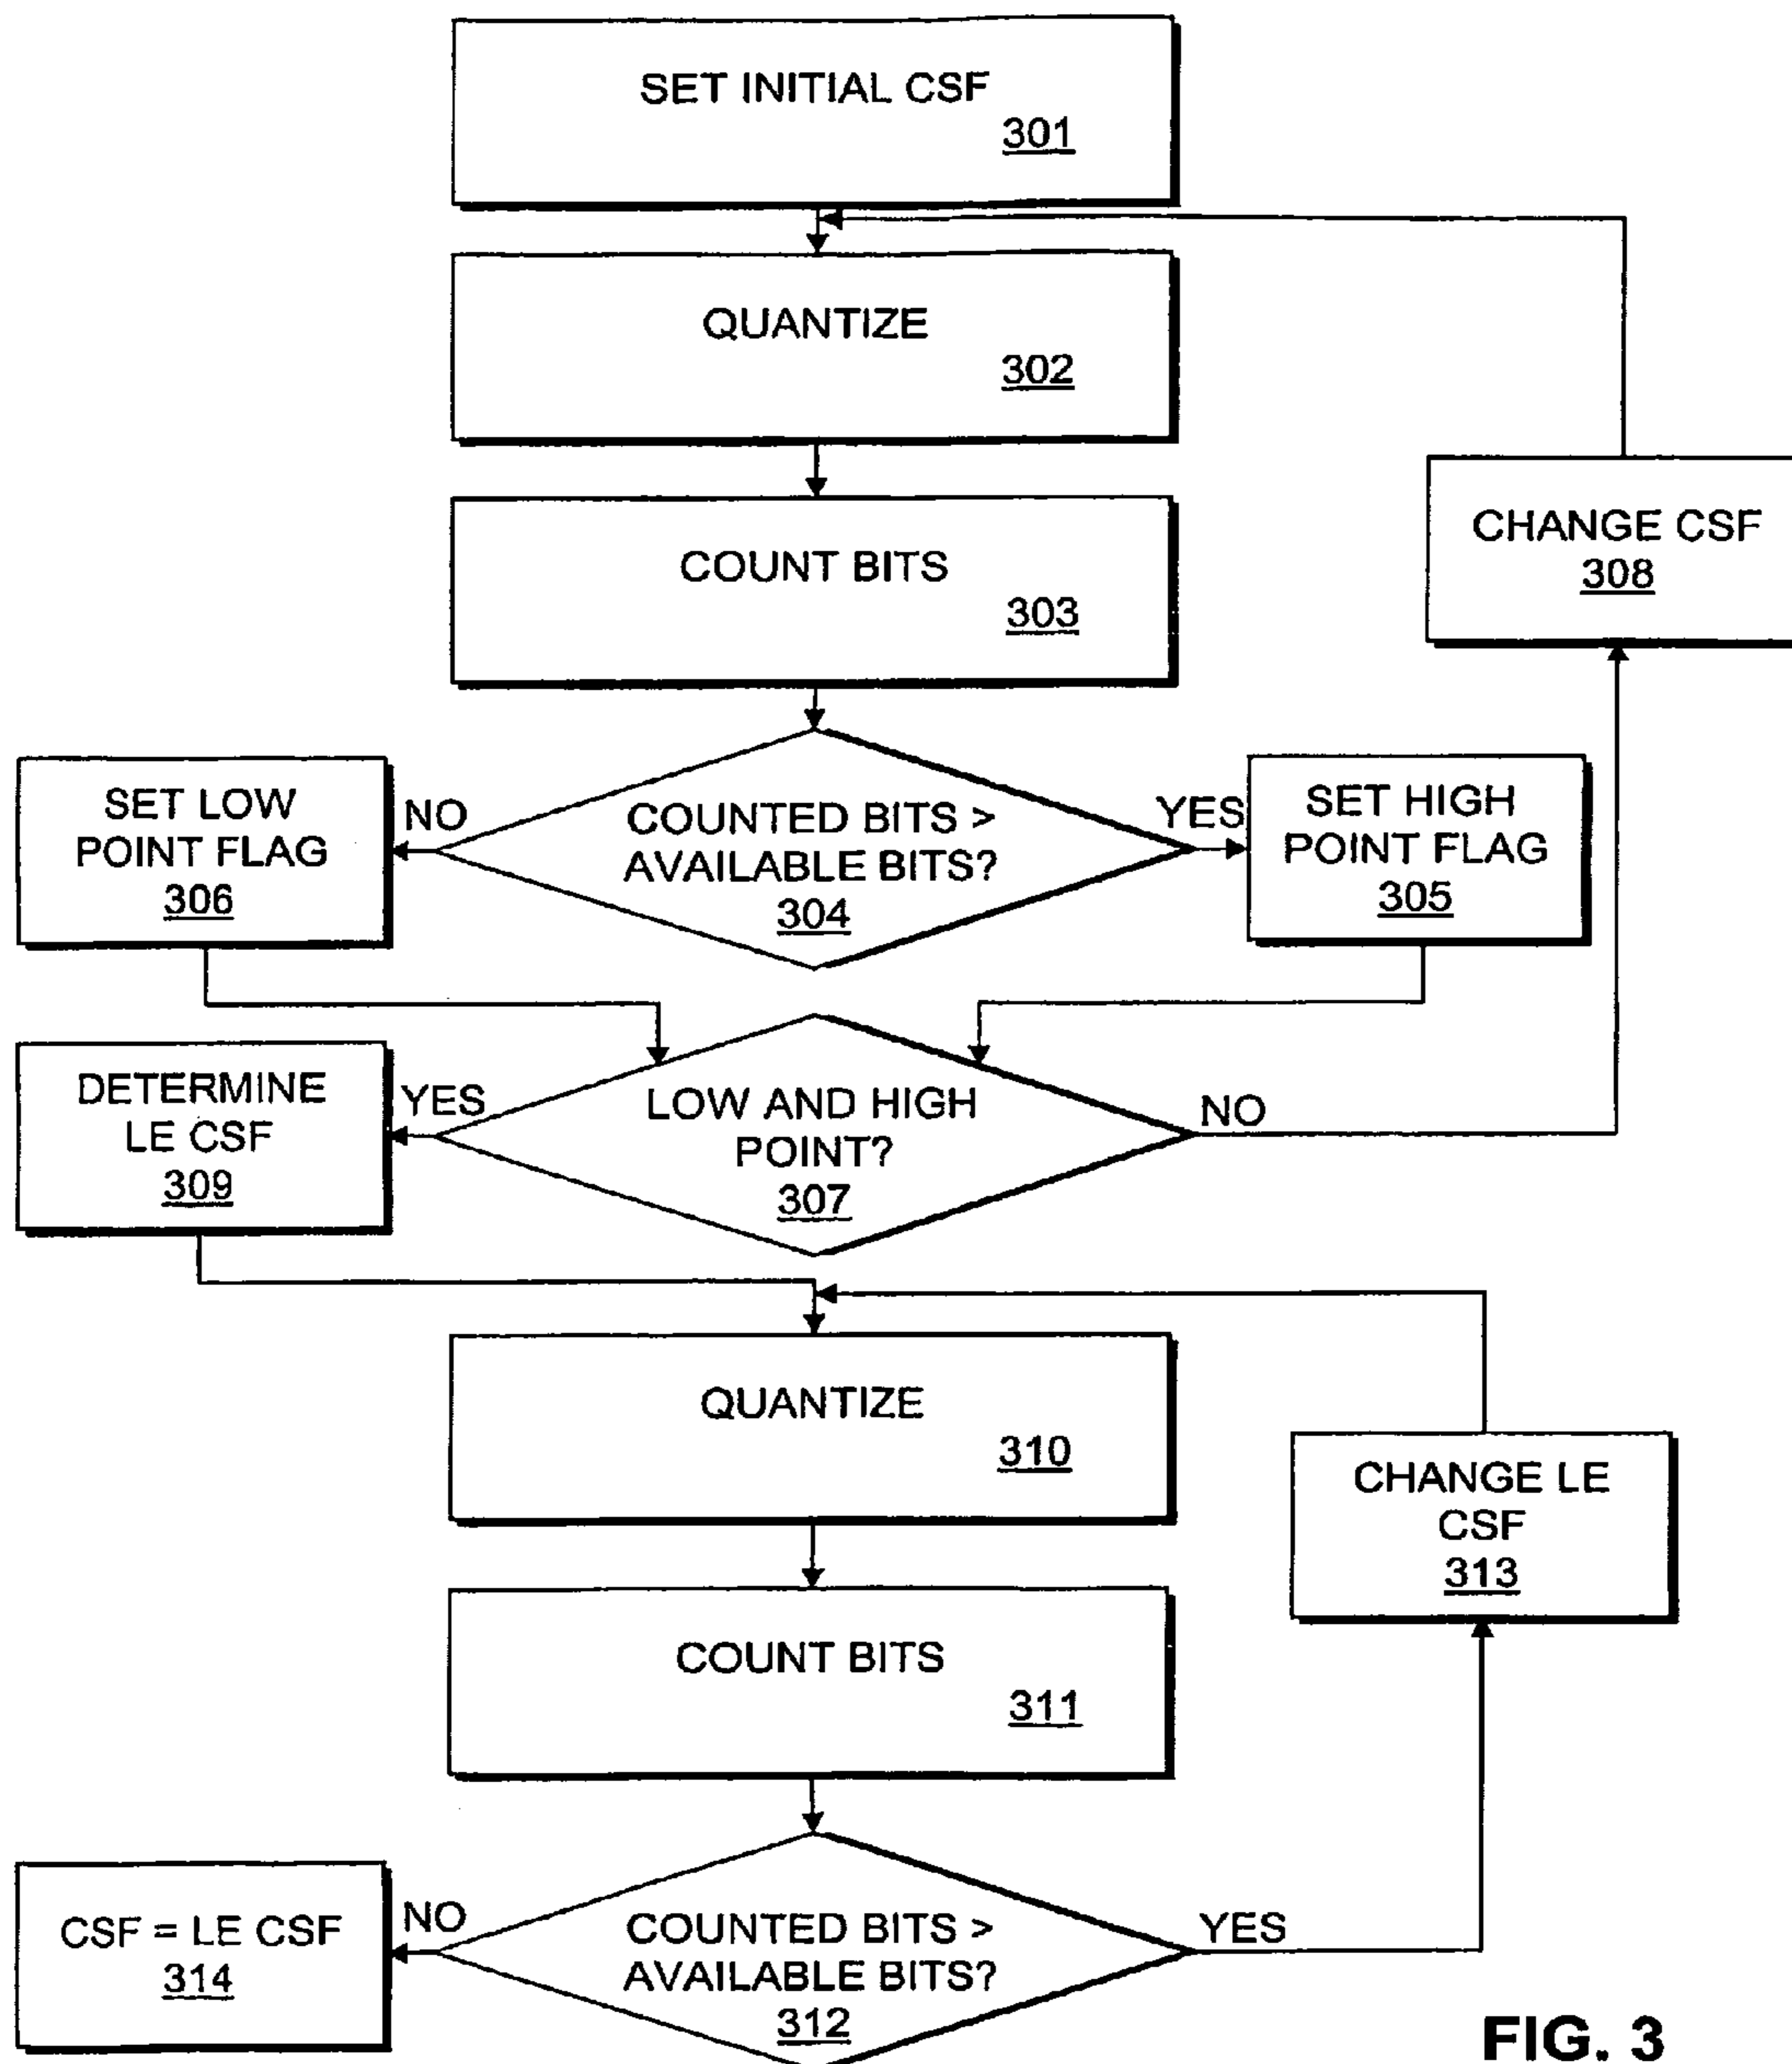 SET INITIAL CSF
301
QUANTIZE
302
COUNT BITS
303
CHANGE CSF
308
SET LOW
POINT FLAG
306
NO
COUNTED BITS >
AVAILABLE BITS?
304
YES
SET HIGH
POINT FLAG
305
DETERMINE
LE CSF
309
YES
LOW AND HIGH
POINT?
307
NO
QUANTIZE
310
CHANGE LE
CSF
313
COUNT BITS
311
CSF = LE CSF
314
NO
COUNTED BITS >
AVAILABLE BITS?
312
YES
FIG. 3